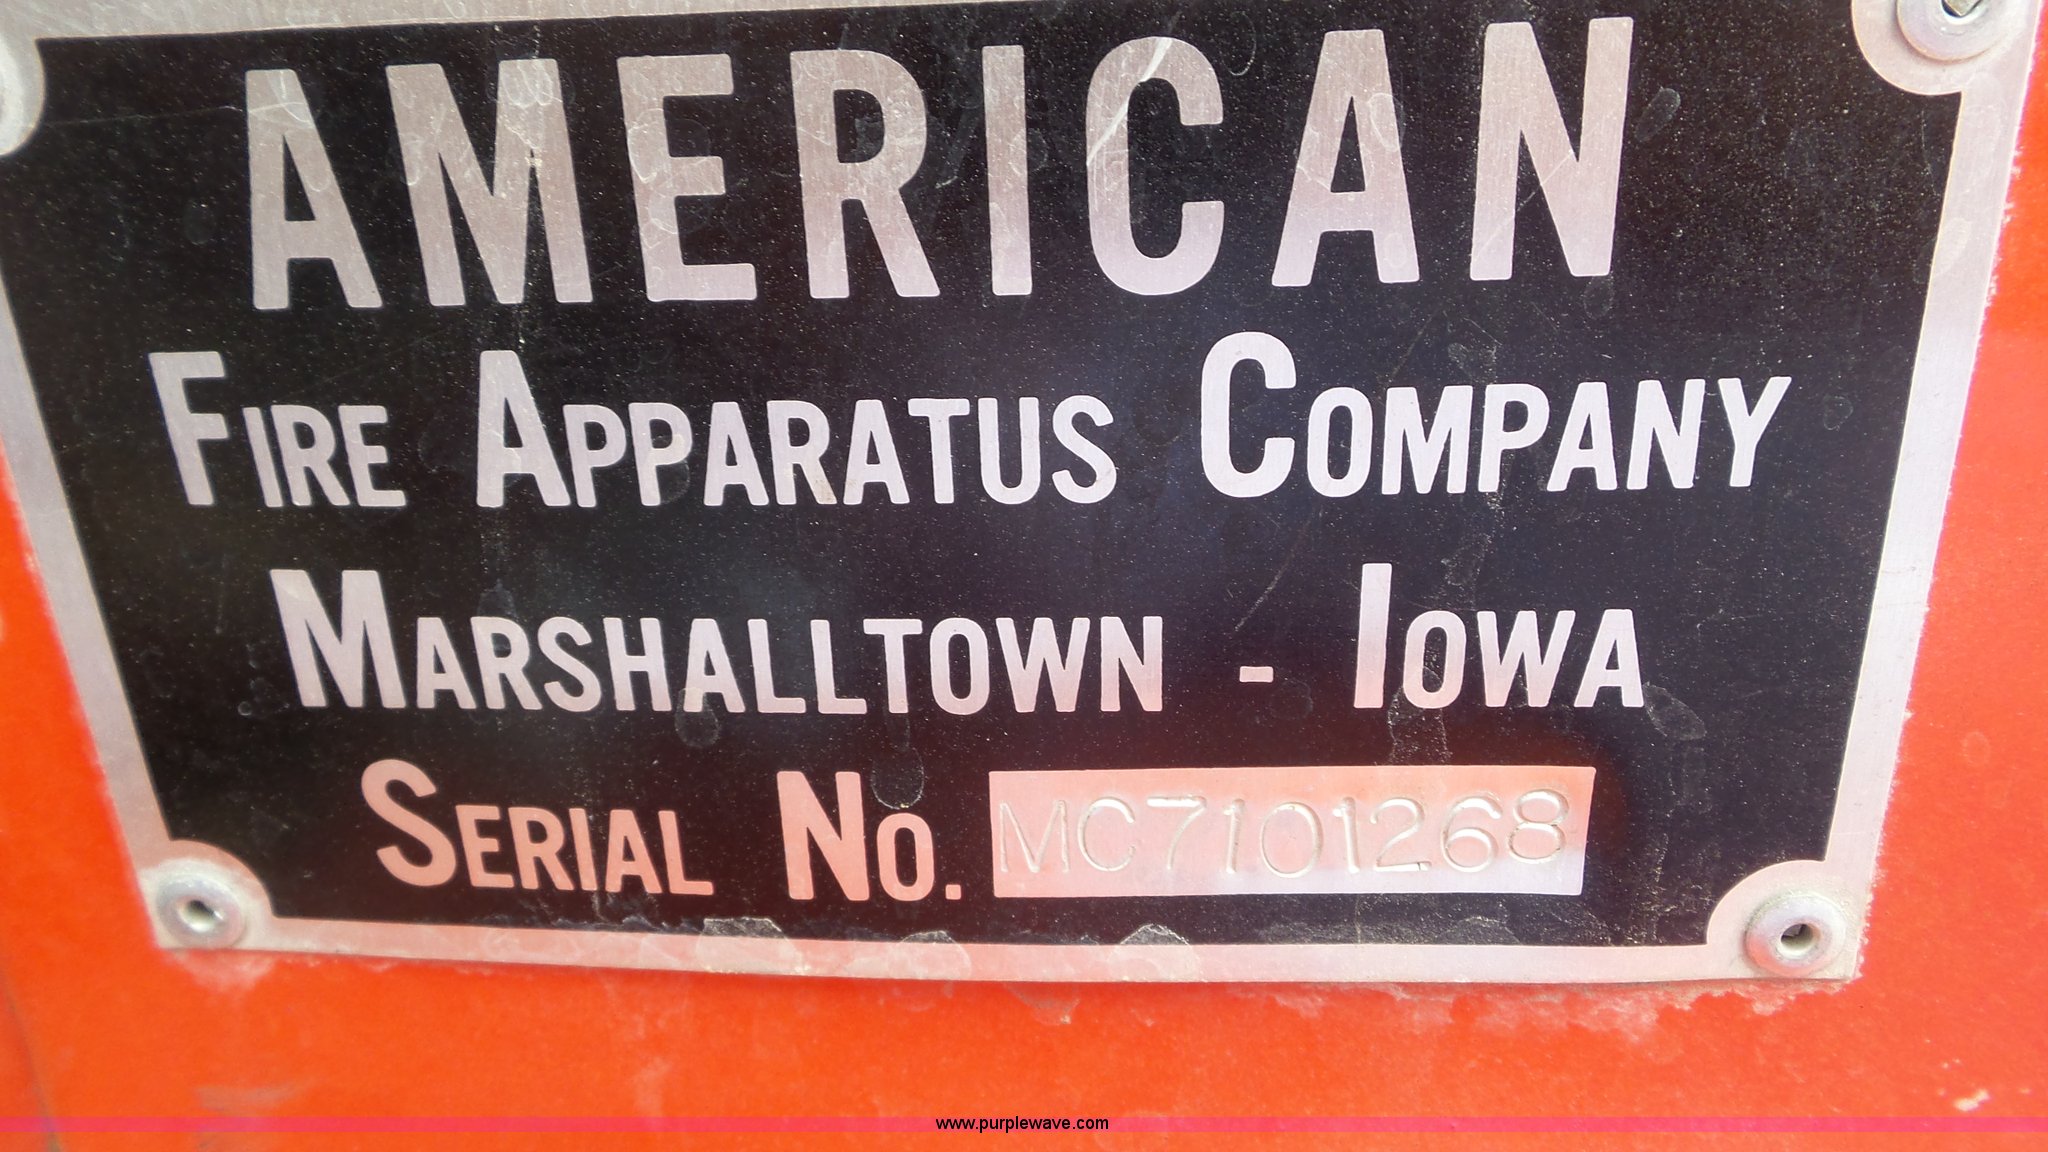 AMERICAN
FIRE APPARATUS COMPANY
MARSHALLTOWN - IOWA
SERIAL NO. MC7101268
www.purplewave.com